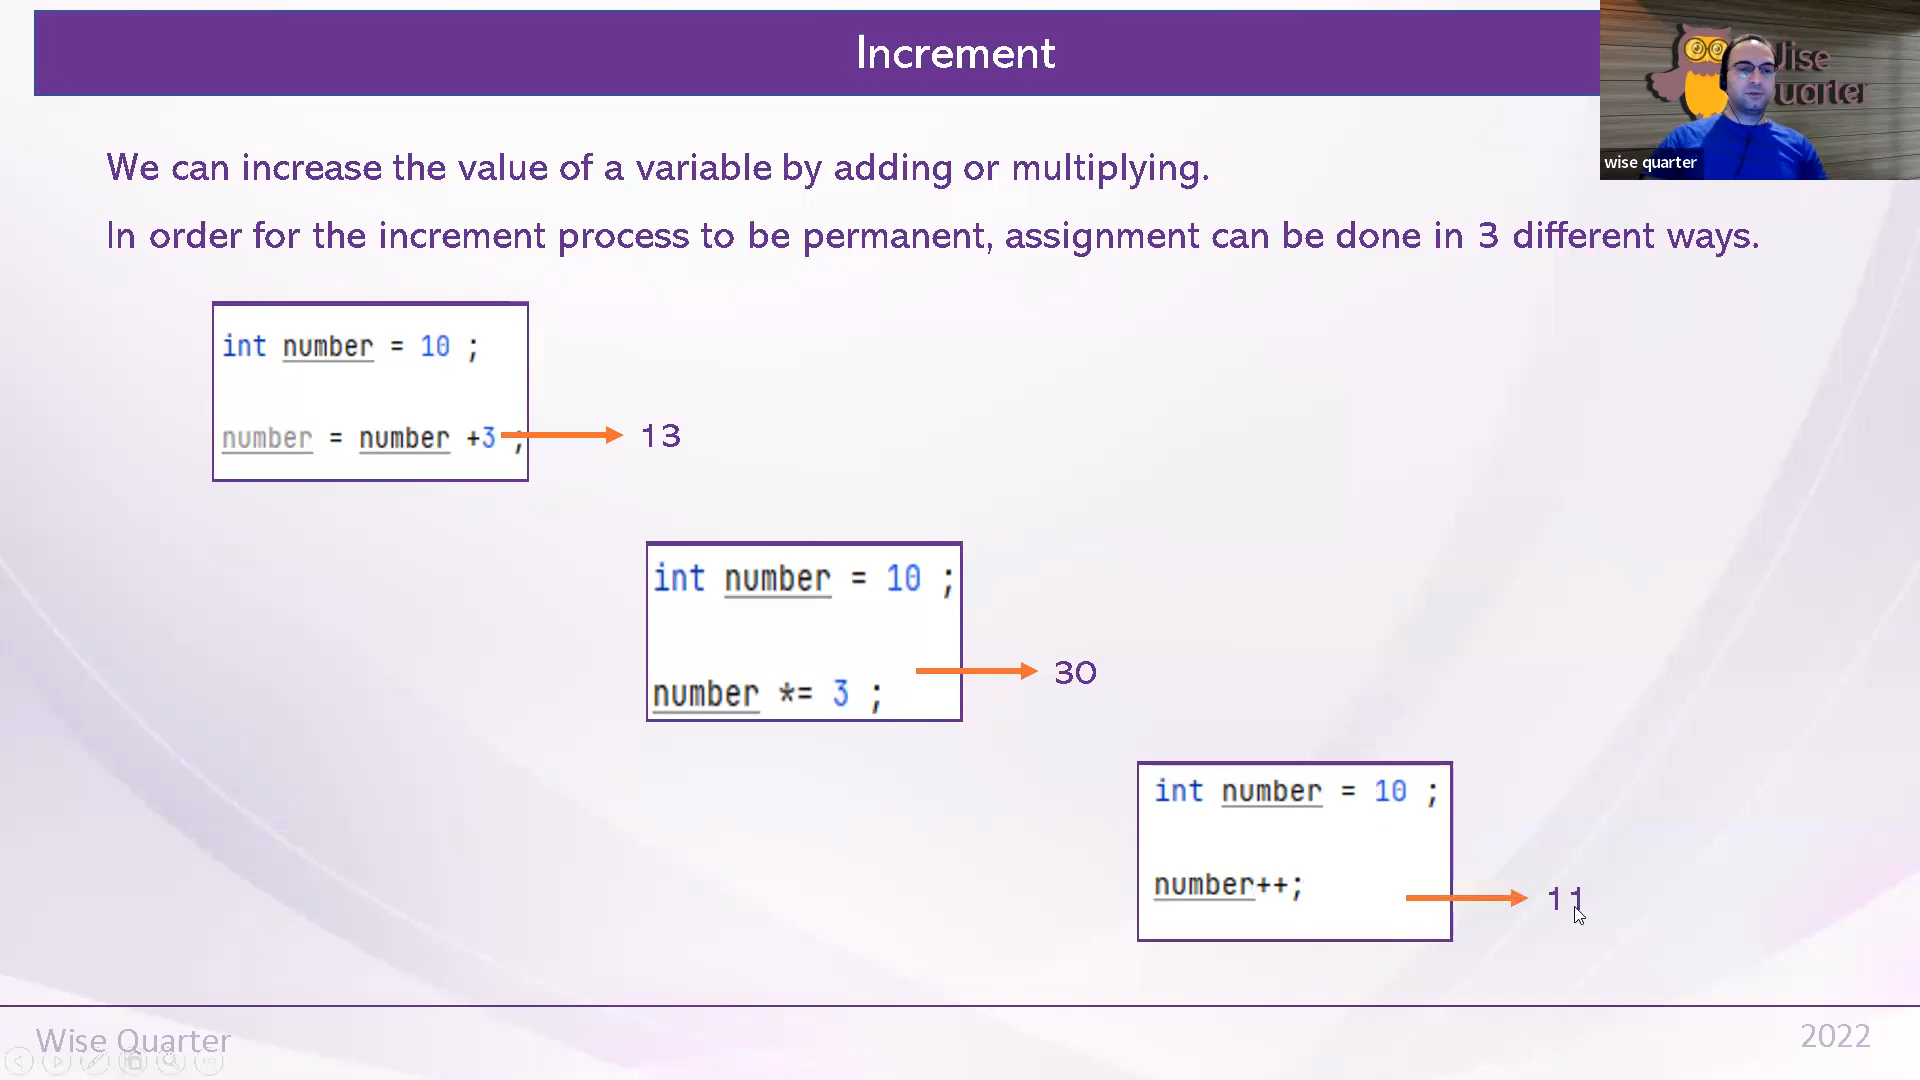 Increment
Wise
Quarter
wise quarter
We can increase the value of a variable by adding or multiplying.
In order for the increment process to be permanent, assignment can be done in 3 different ways.
int number = 10 ;
number = number +3 ;
13
int number = 10 ;
number *= 3 ;
30
int number = 10 ;
number++;
11
Wise Quarter
2022